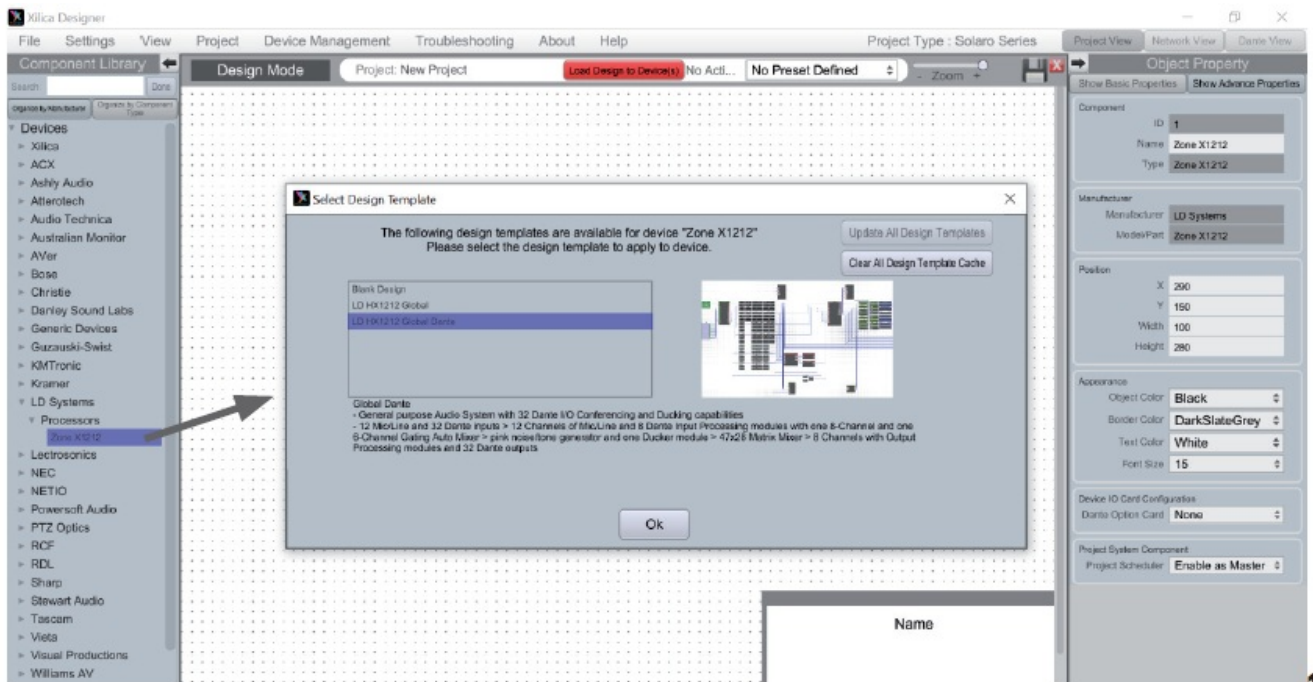 Xilica Designer
File Settings View Project Device Management Troubleshooting About Help Project Type : Solaro Series Project View Network View Dante View
Component Library Design Mode Project: New Project Load Design to Device(s) No Acti... No Preset Defined - Zoom + Object Property
Search Done Show Basic Properties Show Advance Properties
Organize by Manufacturer Organize by Component Type
Devices
Xilica
ACX
Ashly Audio
Atterotech
Audio Technica
Australian Monitor
AVer
Bose
Christie
Danley Sound Labs
Generic Devices
Guzauski-Swist
KMTronic
Kramer
LD Systems
Processors
Zone X1212
Lectrosonics
NEC
NETIO
Powersoft Audio
PTZ Optics
RCF
RDL
Sharp
Stewart Audio
Tascam
Vieta
Visual Productions
Williams AV
Select Design Template
The following design templates are available for device "Zone X1212"
Please select the design template to apply to device.
Update All Design Templates
Clear All Design Template Cache
Blank Design
LD HX1212 Global
LD HX1212 Global Dante
Global Dante
- General purpose Audio System with 32 Dante I/O Conferencing and Ducking capabilities
- 12 Mic/Line and 32 Dante inputs > 12 Channels of Mic/Line and 8 Dante Input Processing modules with one 8-Channel and one
6-Channel Gating Auto Mixer > pink noise/tone generator and one Ducker module > 47x28 Matrix Mixer > 8 Channels with Output
Processing modules and 32 Dante outputs
Ok
Name
Component
ID 1
Name Zone X1212
Type Zone X1212
Manufacturer
Manufacturer LD Systems
Model/Part Zone X1212
Position
X 290
Y 150
Width 100
Height 280
Appearance
Object Color Black
Border Color DarkSlateGrey
Text Color White
Font Size 15
Device IO Card Configuration
Dante Option Card None
Project System Component
Project Scheduler Enable as Master